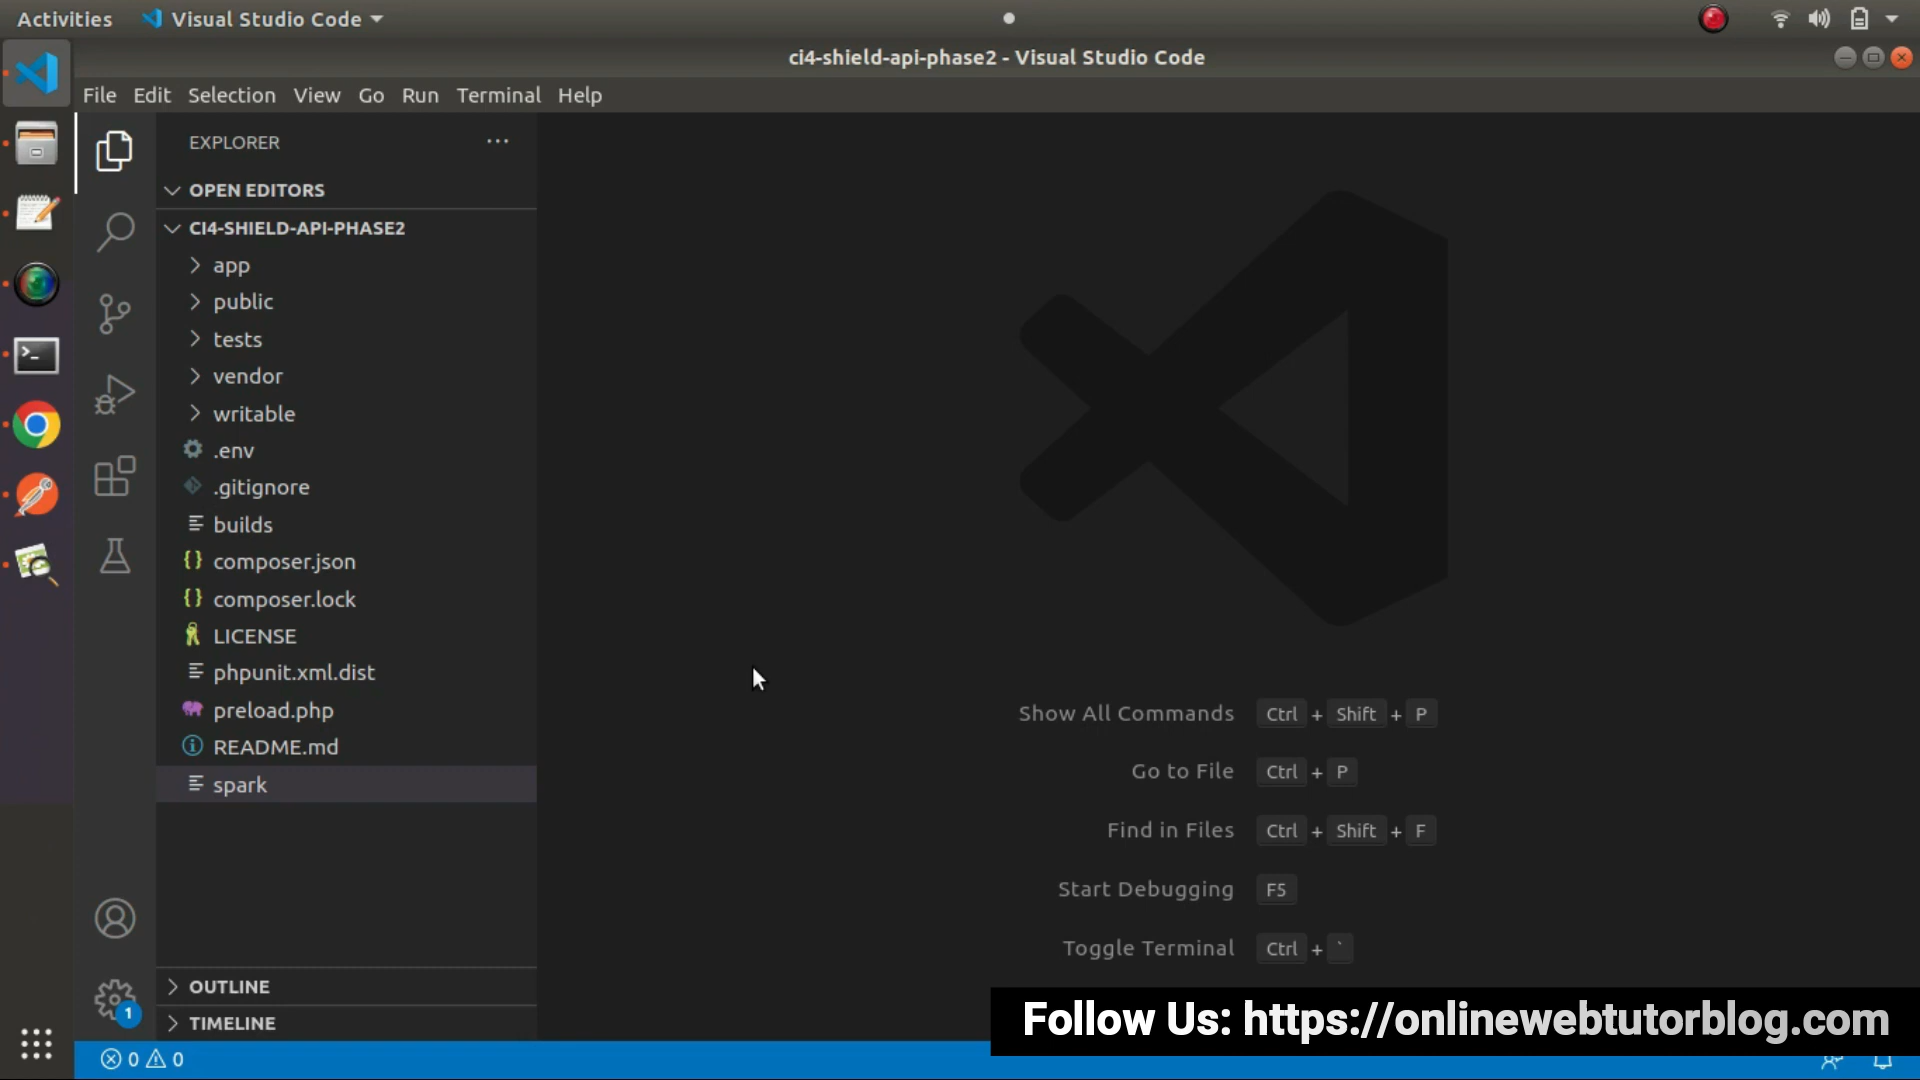 Activities Visual Studio Code
ci4-shield-api-phase2 - Visual Studio Code
File Edit Selection View Go Run Terminal Help
EXPLORER
OPEN EDITORS
CI4-SHIELD-API-PHASE2
app
public
tests
vendor
writable
.env
.gitignore
builds
composer.json
composer.lock
LICENSE
phpunit.xml.dist
preload.php
README.md
spark
Show All Commands Ctrl + Shift + P
Go to File Ctrl + P
Find in Files Ctrl + Shift + F
Start Debugging F5
Toggle Terminal Ctrl + `
OUTLINE
1
TIMELINE
Follow Us: https://onlinewebtutorblog.com
0 0